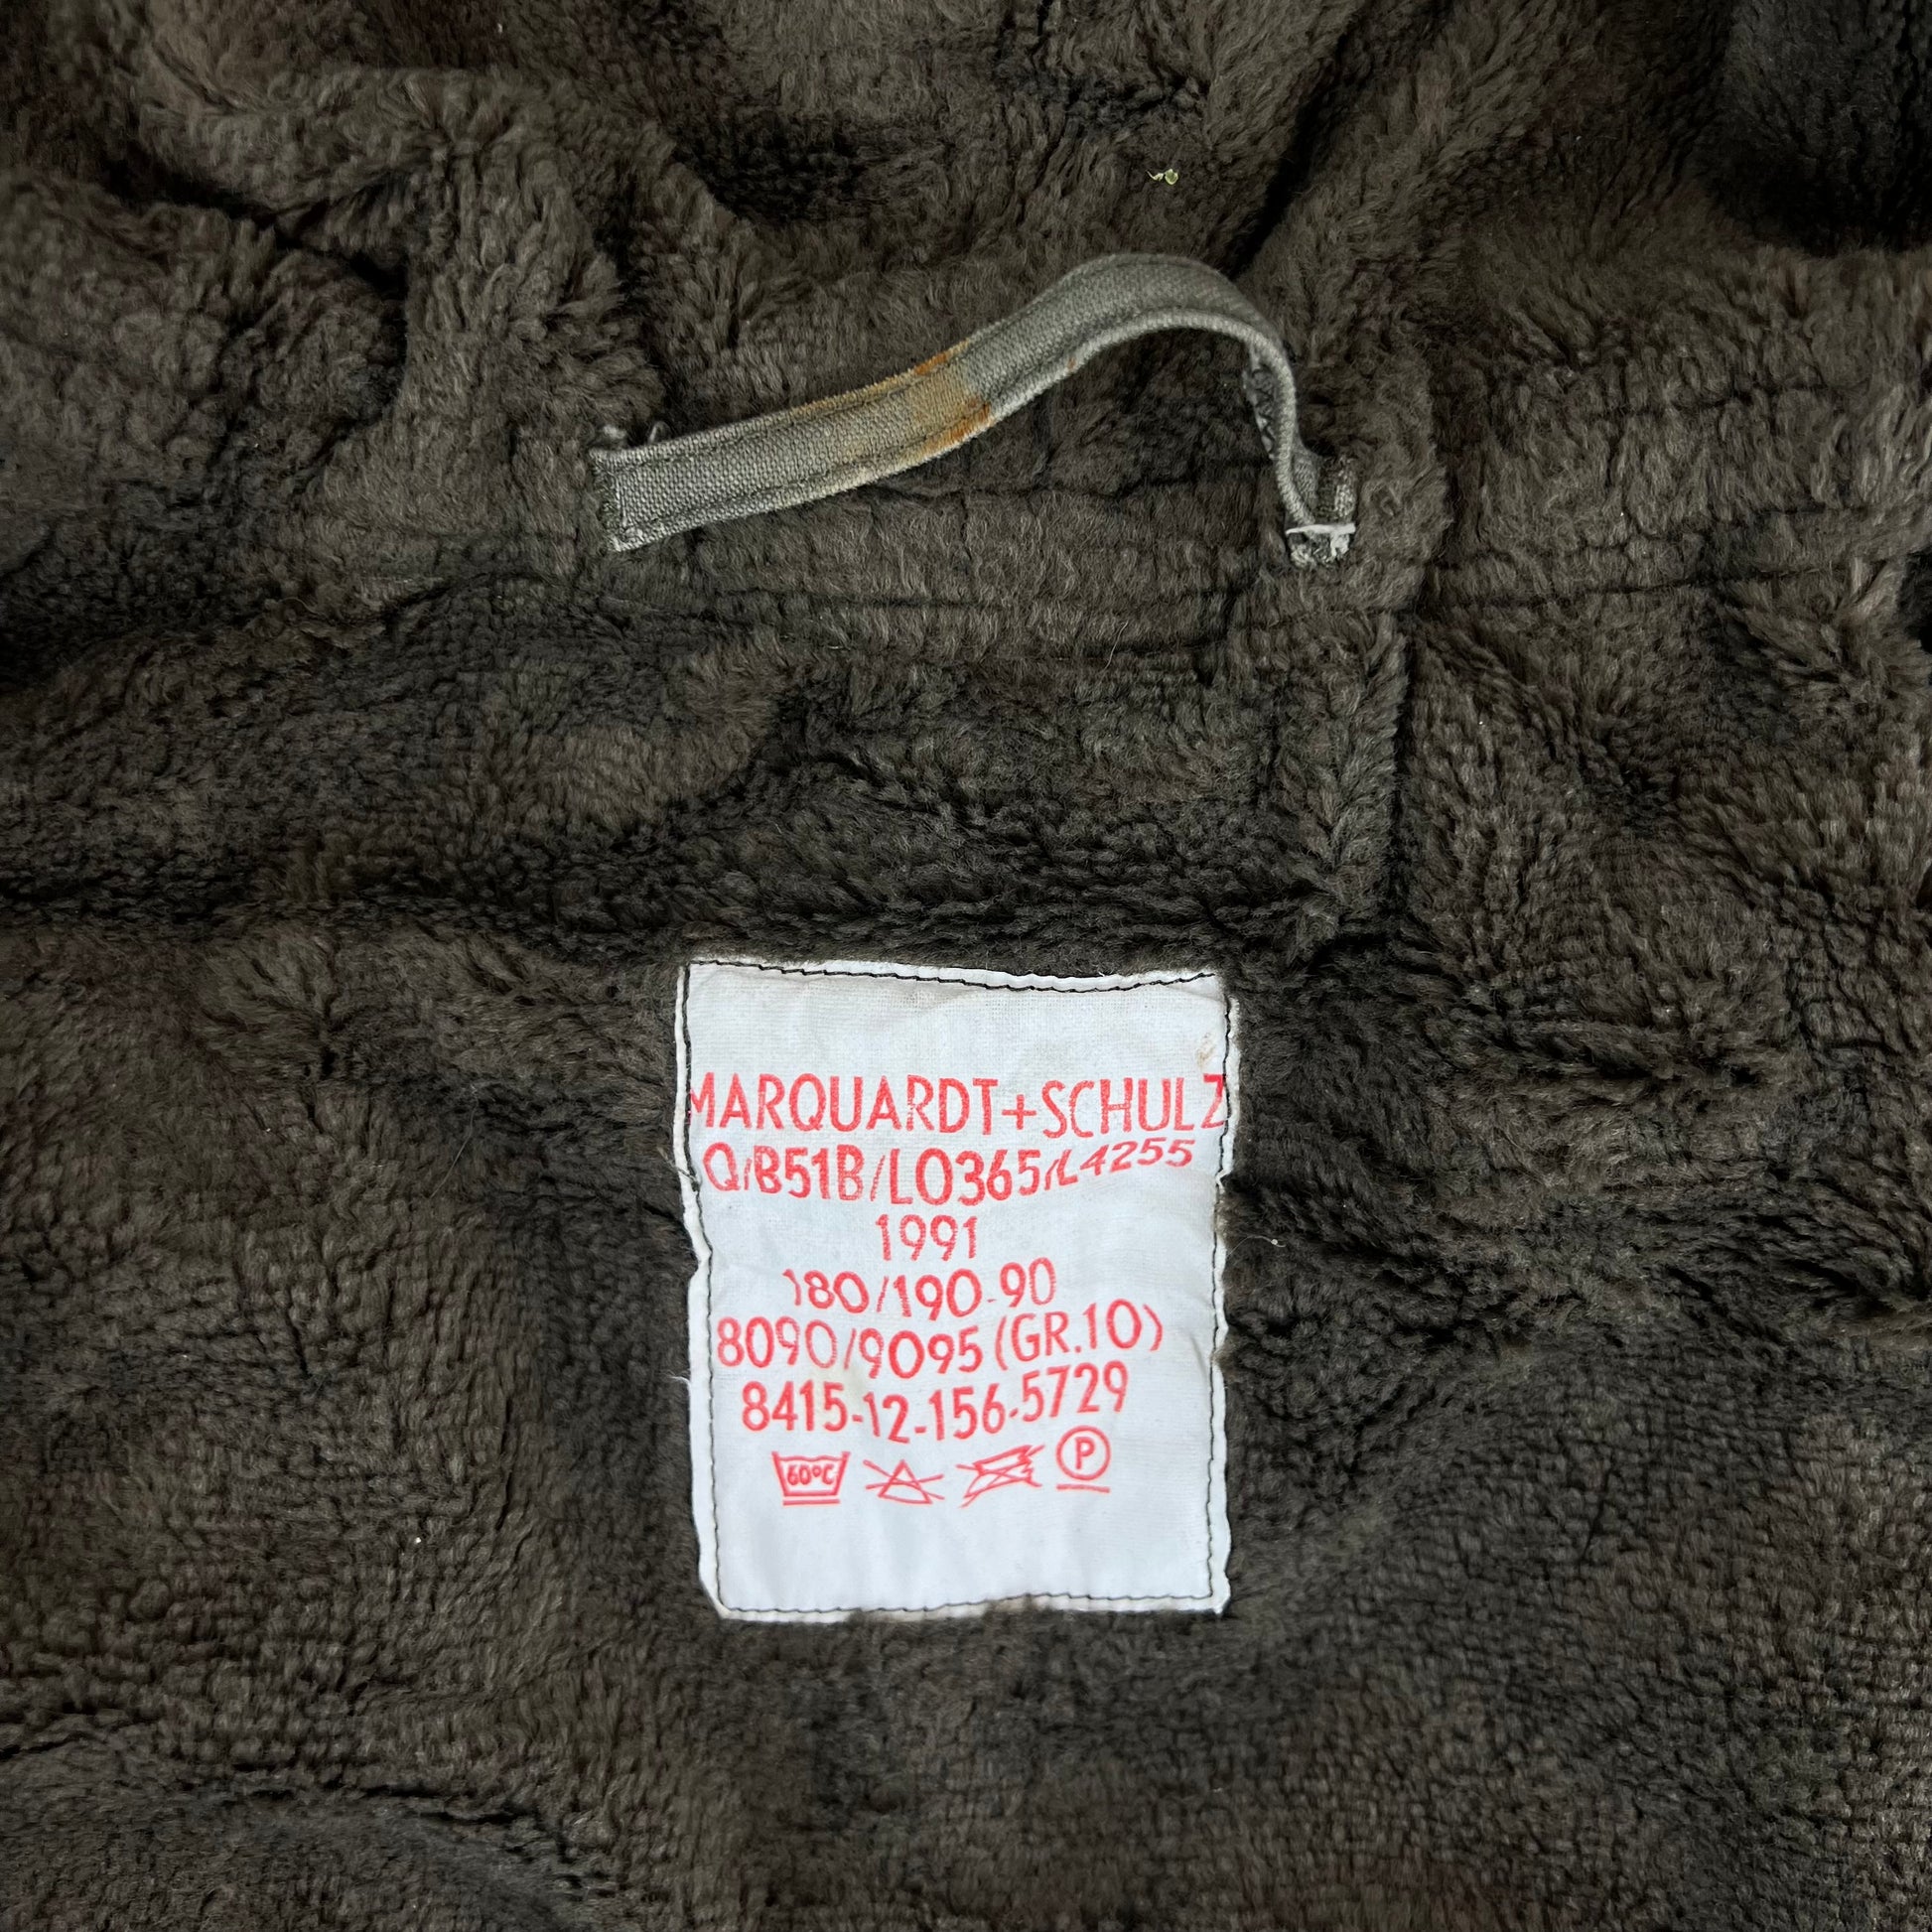 MARQUARDT+SCHULZ
Q/B51B/LO365/L4255
1991
180/190-90
8090/9095 (GR.10)
8415-12-156-5729
60°C P